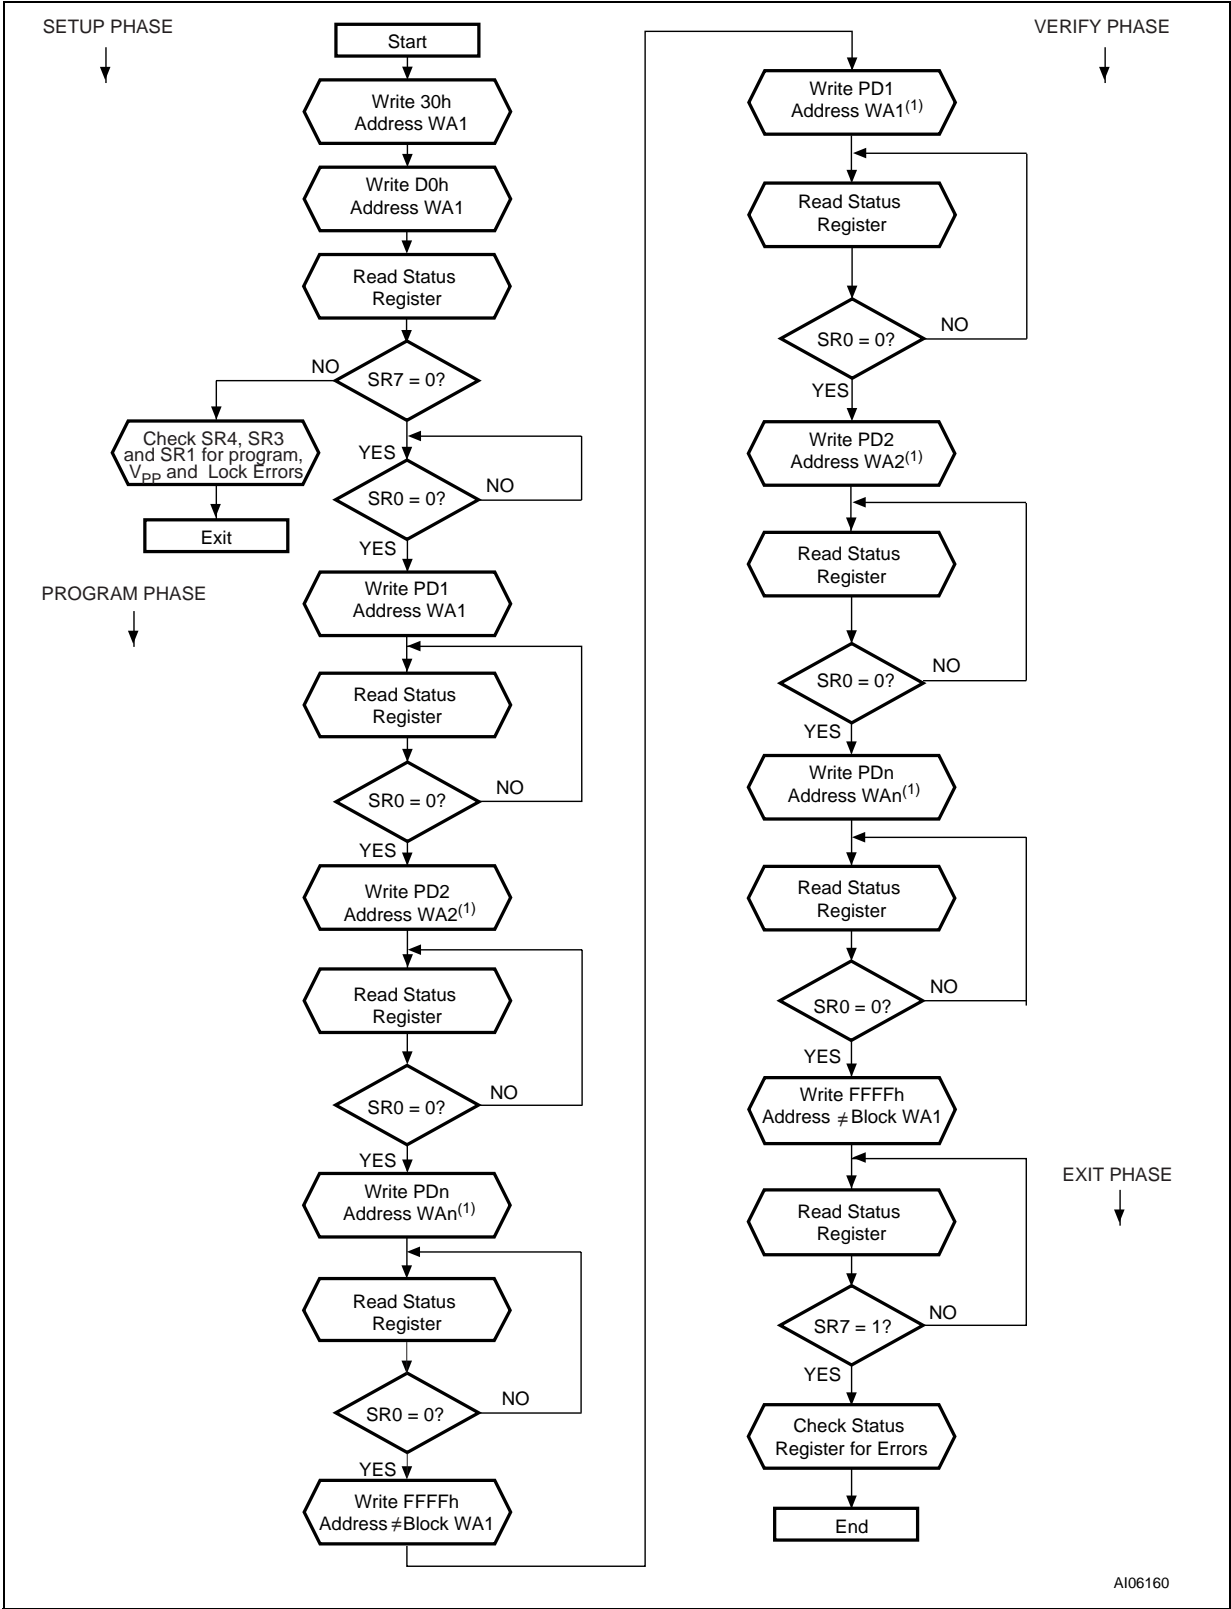 SETUP PHASE
Start
Write 30h
Address WA1
Write D0h
Address WA1
Read Status
Register
SR7 = 0?
NO
Check SR4, SR3
and SR1 for program,
VPP and Lock Errors
Exit
YES
SR0 = 0?
NO
YES
PROGRAM PHASE
Write PD1
Address WA1
Read Status
Register
SR0 = 0?
NO
YES
Write PD2
Address WA2(1)
Read Status
Register
SR0 = 0?
NO
YES
Write PDn
Address WAn(1)
Read Status
Register
SR0 = 0?
NO
YES
Write FFFFh
Address ≠Block WA1
VERIFY PHASE
Write PD1
Address WA1(1)
Read Status
Register
SR0 = 0?
NO
YES
Write PD2
Address WA2(1)
Read Status
Register
SR0 = 0?
NO
YES
Write PDn
Address WAn(1)
Read Status
Register
SR0 = 0?
NO
YES
Write FFFFh
Address ≠Block WA1
EXIT PHASE
Read Status
Register
SR7 = 1?
NO
YES
Check Status
Register for Errors
End
AI06160